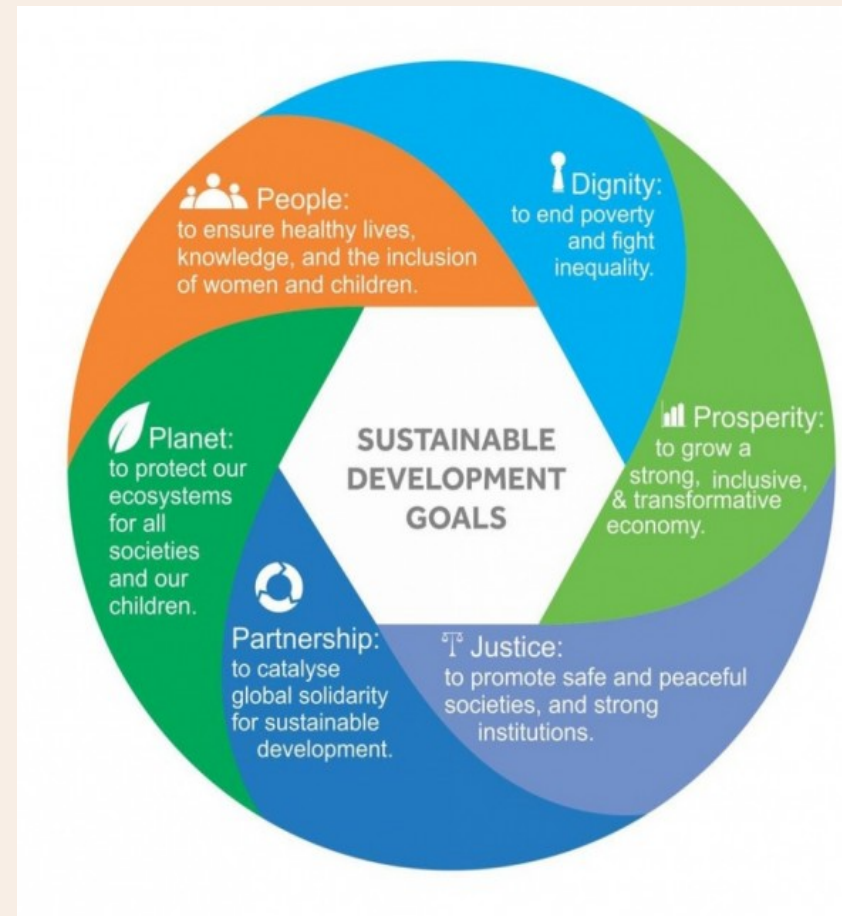 SUSTAINABLE
DEVELOPMENT
GOALS
Dignity:
to end poverty
and fight
inequality.
Prosperity:
to grow a
strong, inclusive,
& transformative
economy.
Justice:
to promote safe and peaceful
societies, and strong
institutions.
Partnership:
to catalyse
global solidarity
for sustainable
development.
Planet:
to protect our
ecosystems
for all
societies
and our
children.
People:
to ensure healthy lives,
knowledge, and the inclusion
of women and children.